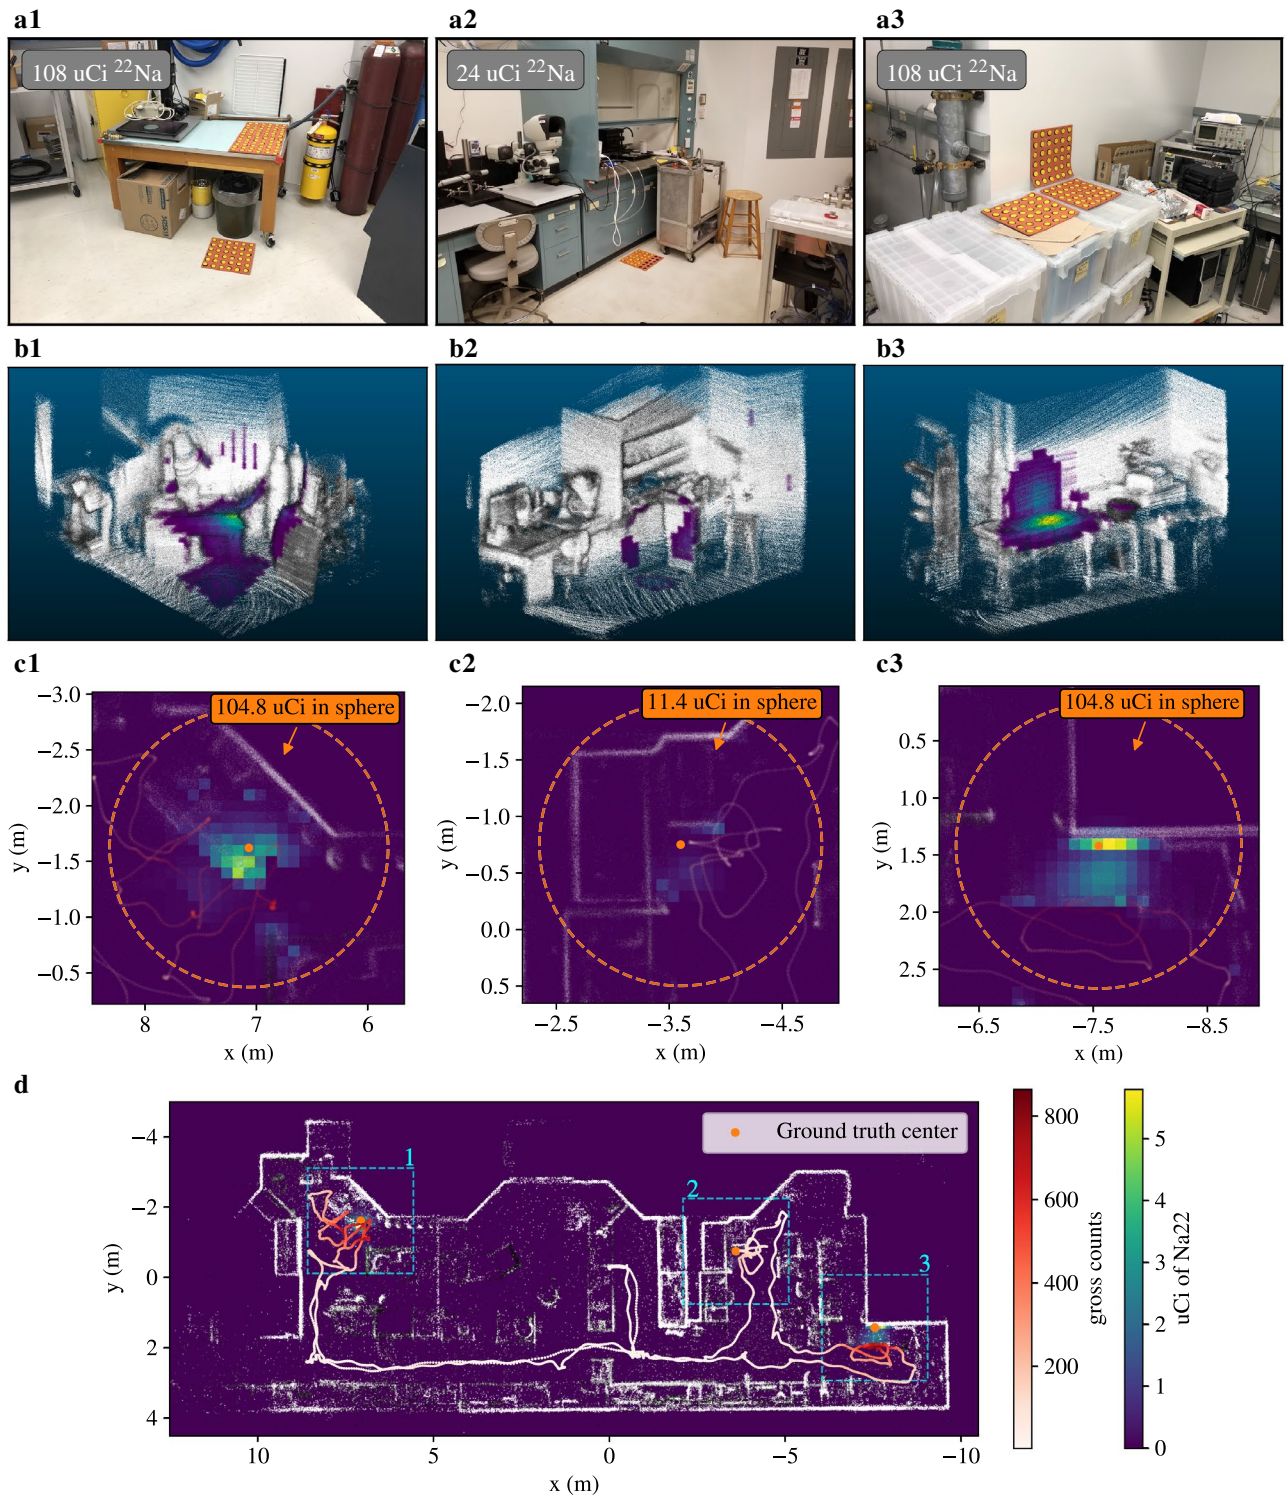 a1
a2
a3
108 uCi ²²Na
24 uCi ²²Na
108 uCi ²²Na
b1
b2
b3
c1
c2
c3
104.8 uCi in sphere
11.4 uCi in sphere
104.8 uCi in sphere
−3.0
−2.5
−2.0
−1.5
−1.0
−0.5
y (m)
8
7
6
x (m)
−2.0
−1.5
−1.0
−0.5
0.0
0.5
y (m)
−2.5
−3.5
−4.5
x (m)
0.5
1.0
1.5
2.0
2.5
y (m)
−6.5
−7.5
−8.5
x (m)
d
Ground truth center
1
2
3
−4
−2
0
2
4
y (m)
10
5
0
−5
−10
x (m)
800
600
400
200
gross counts
5
4
3
2
1
0
uCi of Na22